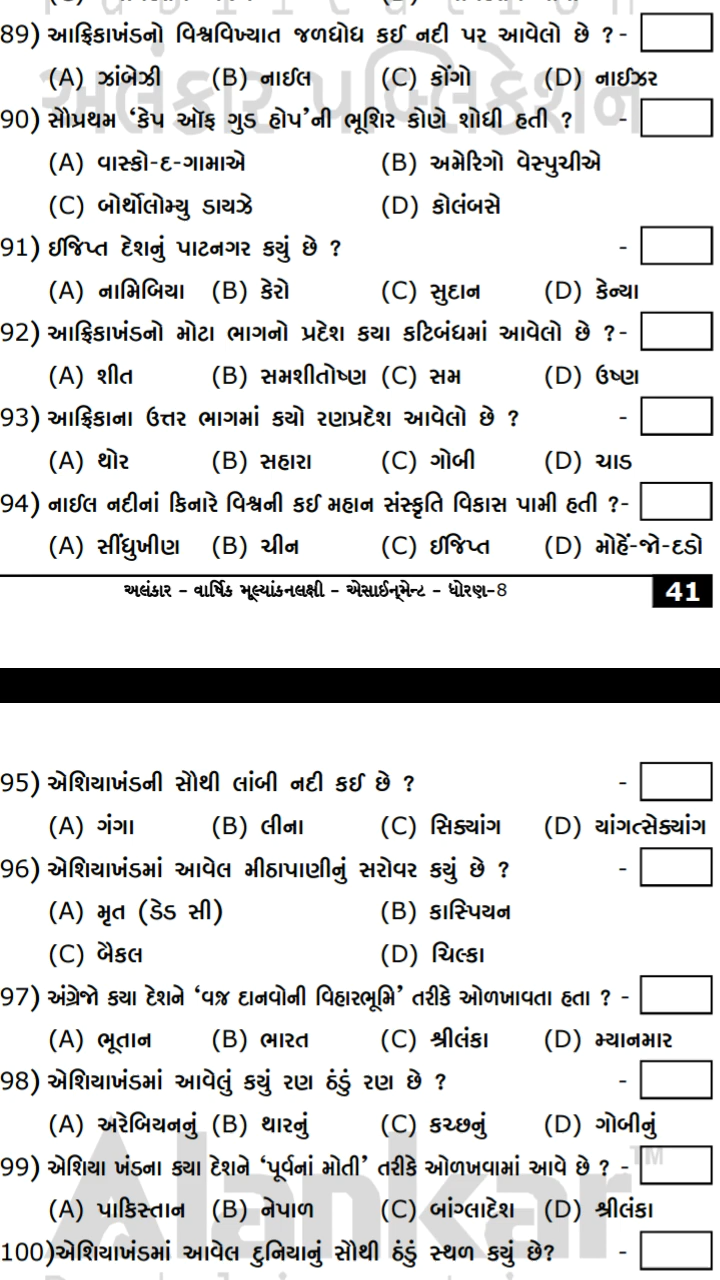 89) આફ્રિકાખંડનો વિશ્વવિખ્યાત જળધોધ કઈ નદી પર આવેલો છે ? -
(A) ઝાંબેઝી (B) નાઈલ (C) કોંગો (D) નાઈઝર
અલંકાર પબ્લિકેશન
90) સૌપ્રથમ ‘કેપ ઑફ ગુડ હોપ’ની ભૂશિર કોણે શોધી હતી ? -
(A) વાસ્કો-દ-ગામાએ (B) અમેરિગો વેસ્પુચીએ
(C) બોર્થોલોમ્યુ ડાયઝે (D) કોલંબસે
91) ઈજિપ્ત દેશનું પાટનગર કયું છે ? -
(A) નામિબિયા (B) કેરો (C) સુદાન (D) કેન્યા
92) આફ્રિકાખંડનો મોટા ભાગનો પ્રદેશ કયા કટિબંધમાં આવેલો છે ? -
(A) શીત (B) સમશીતોષ્ણ (C) સમ (D) ઉષ્ણ
93) આફ્રિકાના ઉત્તર ભાગમાં કયો રણપ્રદેશ આવેલો છે ? -
(A) થોર (B) સહારા (C) ગોબી (D) ચાડ
94) નાઈલ નદીનાં કિનારે વિશ્વની કઈ મહાન સંસ્કૃતિ વિકાસ પામી હતી ? -
(A) સીંધુખીણ (B) ચીન (C) ઈજિપ્ત (D) મોહેં-જો-દડો
અલંકાર - વાર્ષિક મૂલ્યાંકનલક્ષી - એસાઈન્મેન્ટ - ધોરણ-8 41
95) એશિયાખંડની સૌથી લાંબી નદી કઈ છે ? -
(A) ગંગા (B) લીના (C) સિક્યાંગ (D) યાંગત્સેક્યાંગ
96) એશિયાખંડમાં આવેલ મીઠાપાણીનું સરોવર કયું છે ? -
(A) મૃત (ડેડ સી) (B) કાસ્પિયન
(C) બૈકલ (D) ચિલ્કા
97) અંગ્રેજો કયા દેશને ‘વજ્ર દાનવોની વિહારભૂમિ’ તરીકે ઓળખાવતા હતા ? -
(A) ભૂતાન (B) ભારત (C) શ્રીલંકા (D) મ્યાનમાર
98) એશિયાખંડમાં આવેલું કયું રણ ઠંડું રણ છે ? -
(A) અરેબિયનનું (B) થારનું (C) કચ્છનું (D) ગોબીનું
Alankar™
99) એશિયા ખંડના કયા દેશને ‘પૂર્વનાં મોતી’ તરીકે ઓળખવામાં આવે છે ? -
(A) પાકિસ્તાન (B) નેપાળ (C) બાંગ્લાદેશ (D) શ્રીલંકા
100)એશિયાખંડમાં આવેલ દુનિયાનું સૌથી ઠંડું સ્થળ કયું છે? -